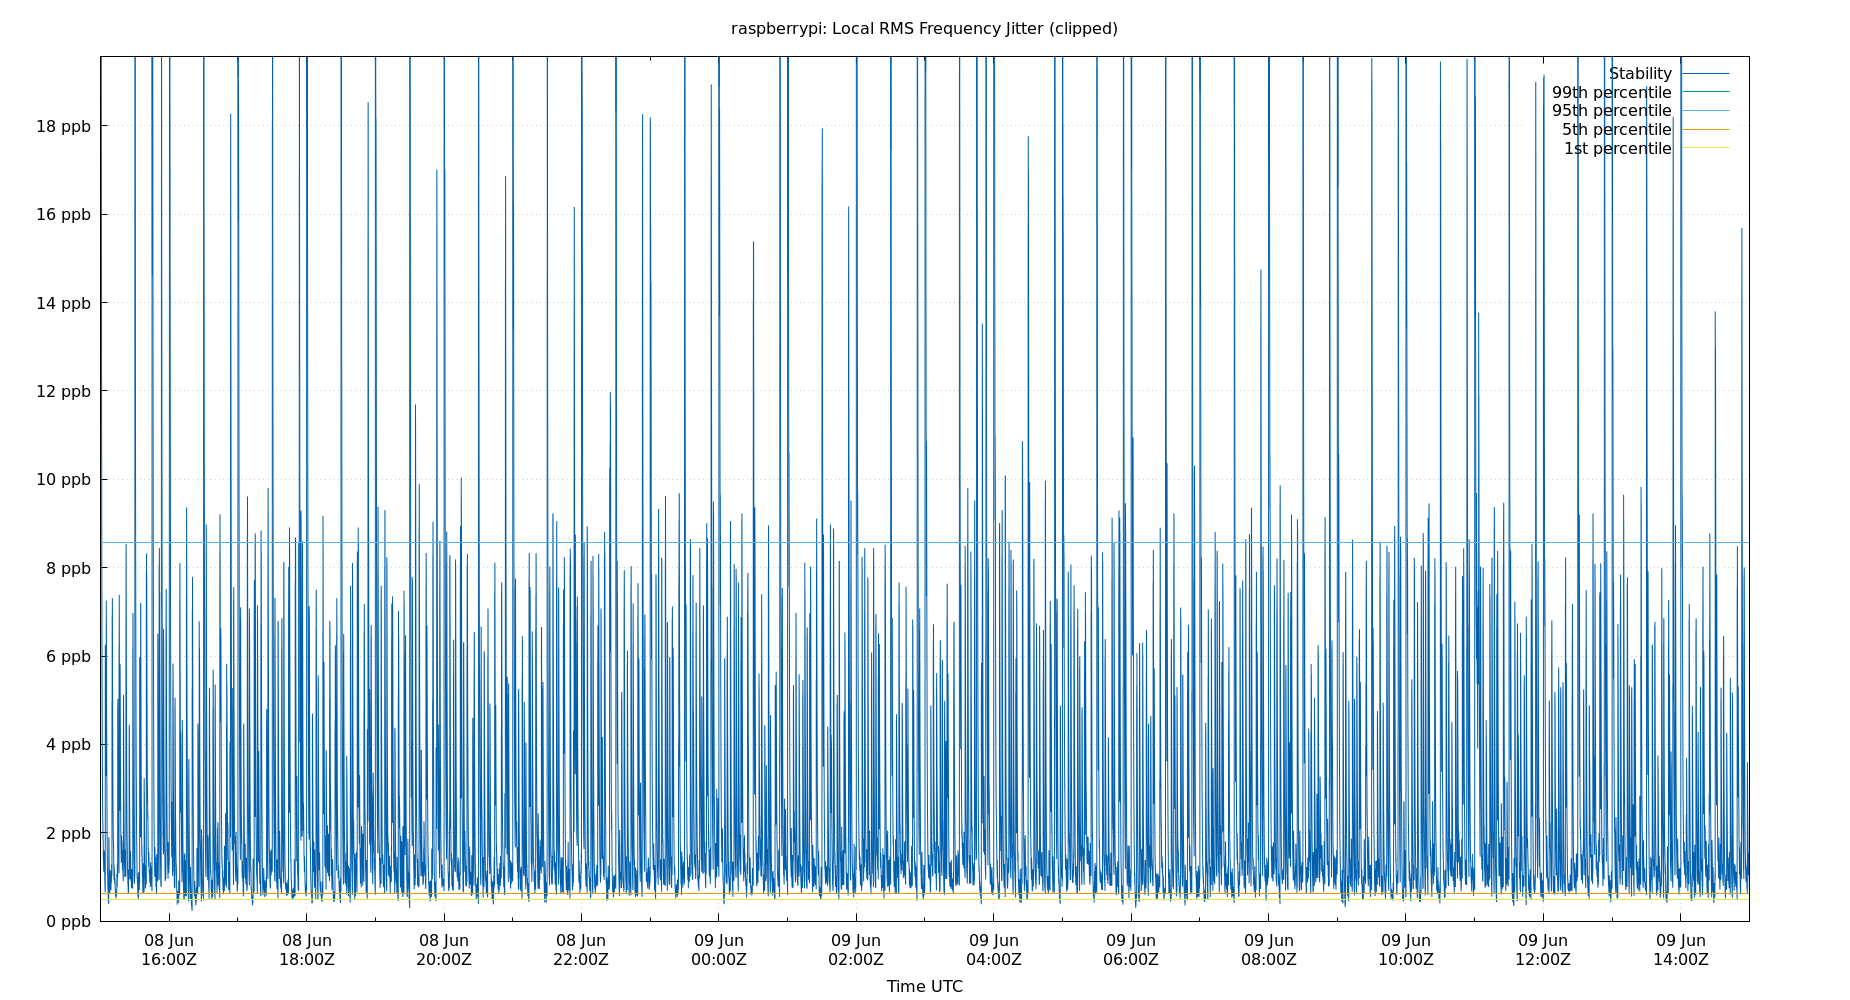 raspberrypi: Local RMS Frequency Jitter (clipped)
Stability
99th percentile
95th percentile
5th percentile
1st percentile
18 ppb
16 ppb
14 ppb
12 ppb
10 ppb
8 ppb
6 ppb
4 ppb
2 ppb
0 ppb
08 Jun 08 Jun 08 Jun 08 Jun 09 Jun 09 Jun 09 Jun 09 Jun 09 Jun 09 Jun 09 Jun 09 Jun
16:00Z 18:00Z 20:00Z 22:00Z 00:00Z 02:00Z 04:00Z 06:00Z 08:00Z 10:00Z 12:00Z 14:00Z
Time UTC